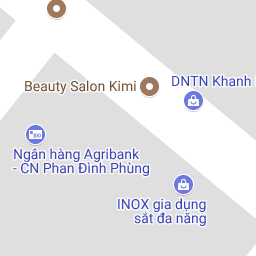 DNTN Khanh
Beauty Salon Kimi
Ngân hàng Agribank
- CN Phan Đình Phùng
INOX gia dụng
sắt đa năng